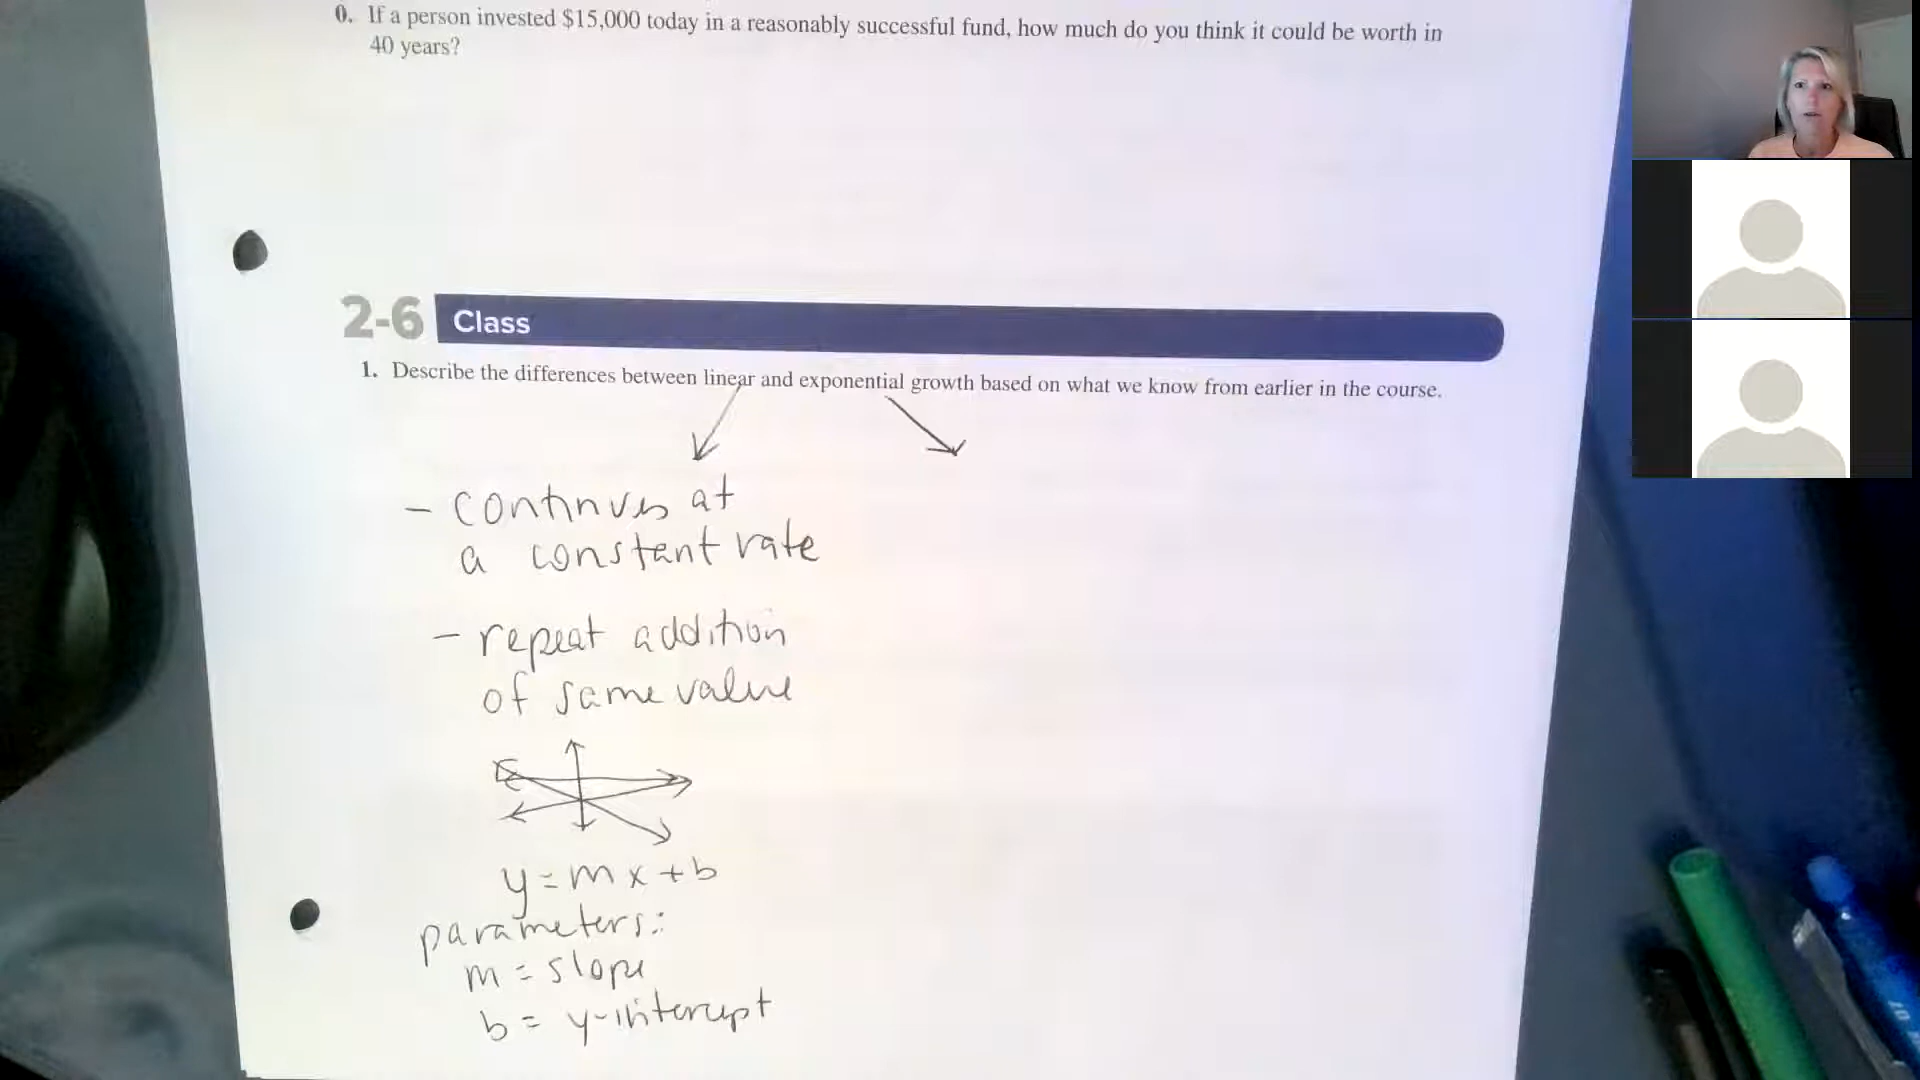 0. If a person invested $15,000 today in a reasonably successful fund, how much do you think it could be worth in
40 years?
2-6 Class
1. Describe the differences between linear and exponential growth based on what we know from earlier in the course.
- continues at
a constant rate
- repeat addition
of same value
y = mx + b
parameters:
m = slope
b = y-intercept